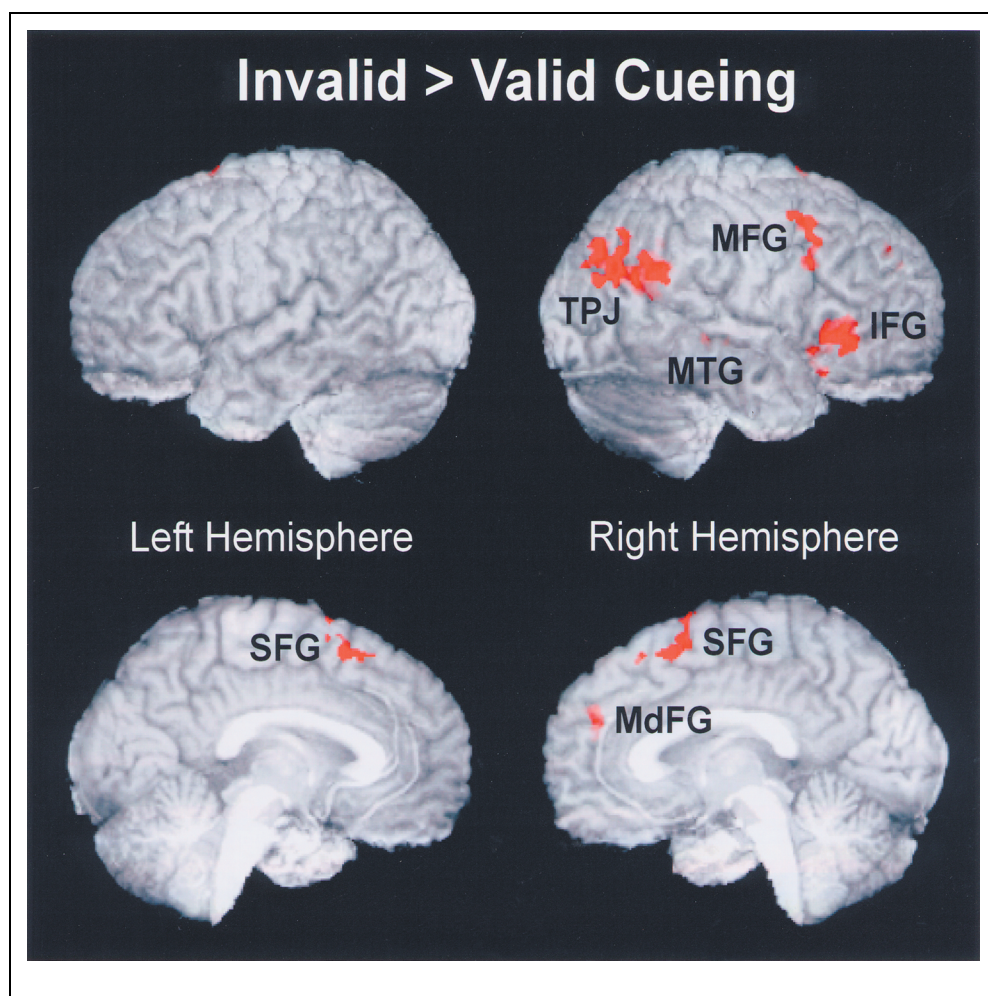 Invalid > Valid Cueing
MFG
TPJ
IFG
MTG
Left Hemisphere
Right Hemisphere
SFG
SFG
MdFG